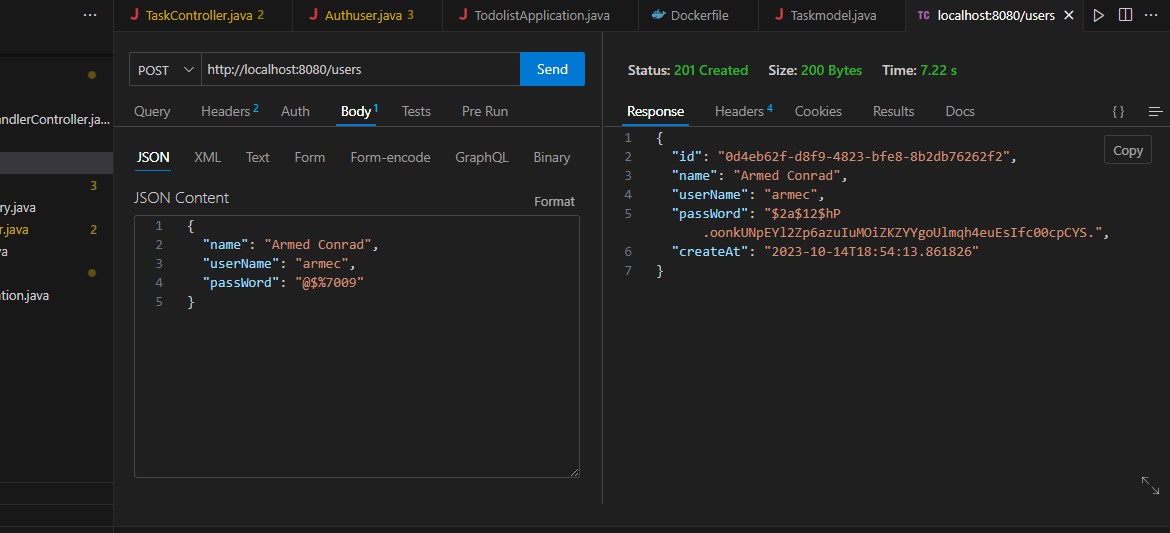 TaskController.java 2
Authuser.java 3
TodolistApplication.java
Dockerfile
Taskmodel.java
TC localhost:8080/users
ndlerController.ja...
3
ry.java
r.java 2
a
tion.java
POST http://localhost:8080/users Send
Query Headers 2 Auth Body 1 Tests Pre Run
JSON XML Text Form Form-encode GraphQL Binary
JSON Content Format
1 {
2 "name": "Armed Conrad",
3 "userName": "armec",
4 "passWord": "@$%7009"
5 }
Status: 201 Created Size: 200 Bytes Time: 7.22 s
Response Headers 4 Cookies Results Docs { }
Copy
1 {
2 "id": "0d4eb62f-d8f9-4823-bfe8-8b2db76262f2",
3 "name": "Armed Conrad",
4 "userName": "armec",
5 "passWord": "$2a$12$hP
.oonkUNpEYl2Zp6azuIuMOiZKZYYgoUlmqh4euEsIfc00cpCYS.",
6 "createAt": "2023-10-14T18:54:13.861826"
7 }